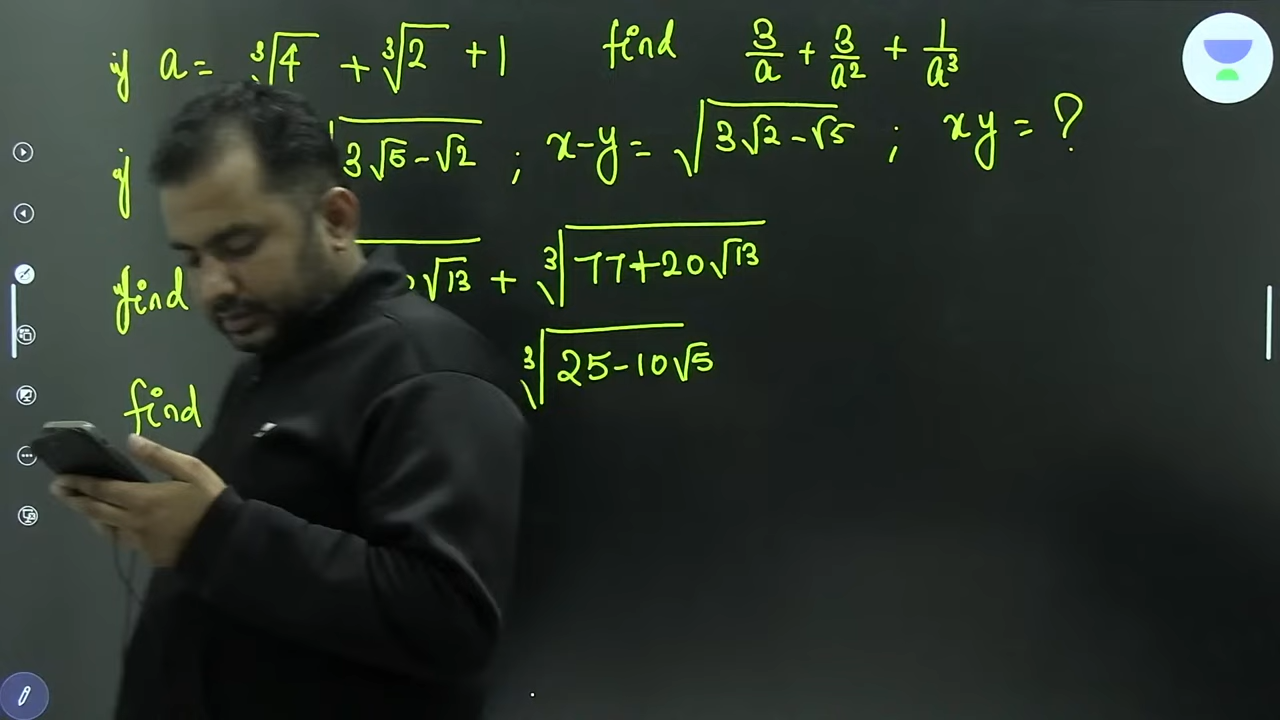 if a = ∛4 + ∛2 + 1 find 3/a + 3/a² + 1/a³
if √(3√5-√2) ; x-y = √(3√2-√5) ; xy = ?
find √13 + ∛(77+20√13)
find ∛(25-10√5)